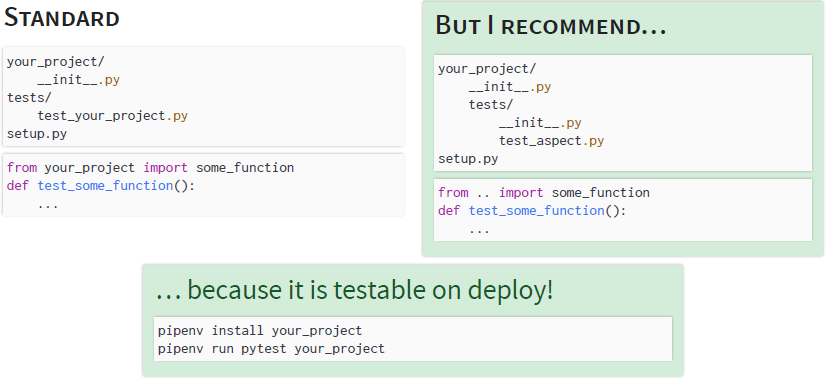 STANDARD
your_project/
    __init__.py
tests/
    test_your_project.py
setup.py
from your_project import some_function
def test_some_function():
    ...
BUT I RECOMMEND...
your_project/
    __init__.py
    tests/
        __init__.py
        test_aspect.py
setup.py
from .. import some_function
def test_some_function():
    ...
... because it is testable on deploy!
pipenv install your_project
pipenv run pytest your_project